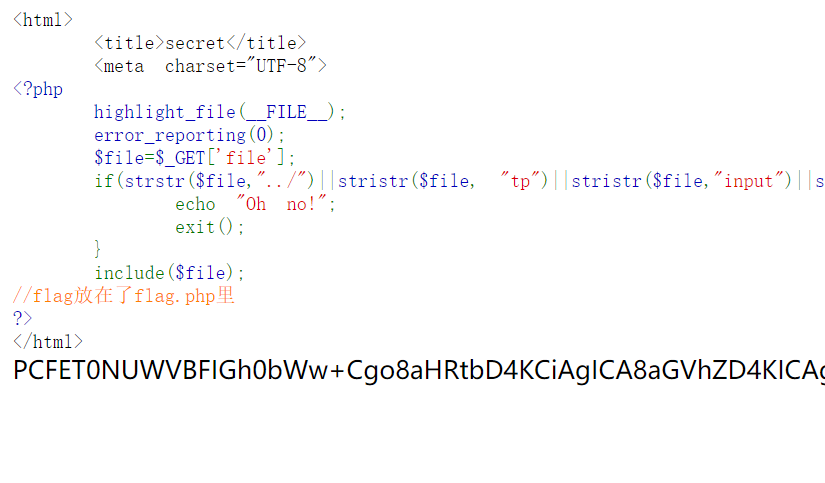 <html>
<title>secret</title>
<meta charset="UTF-8">
<?php
highlight_file(__FILE__);
error_reporting(0);
$file=$_GET['file'];
if(strstr($file,"../")||stristr($file, "tp")||stristr($file,"input")||s
echo "Oh no!";
exit();
}
include($file);
//flag放在了flag.php里
?>
</html>
PCFET0NUWVBFIGh0bWw+Cgo8aHRtbD4KCiAgICA8aGVhZD4KICAg